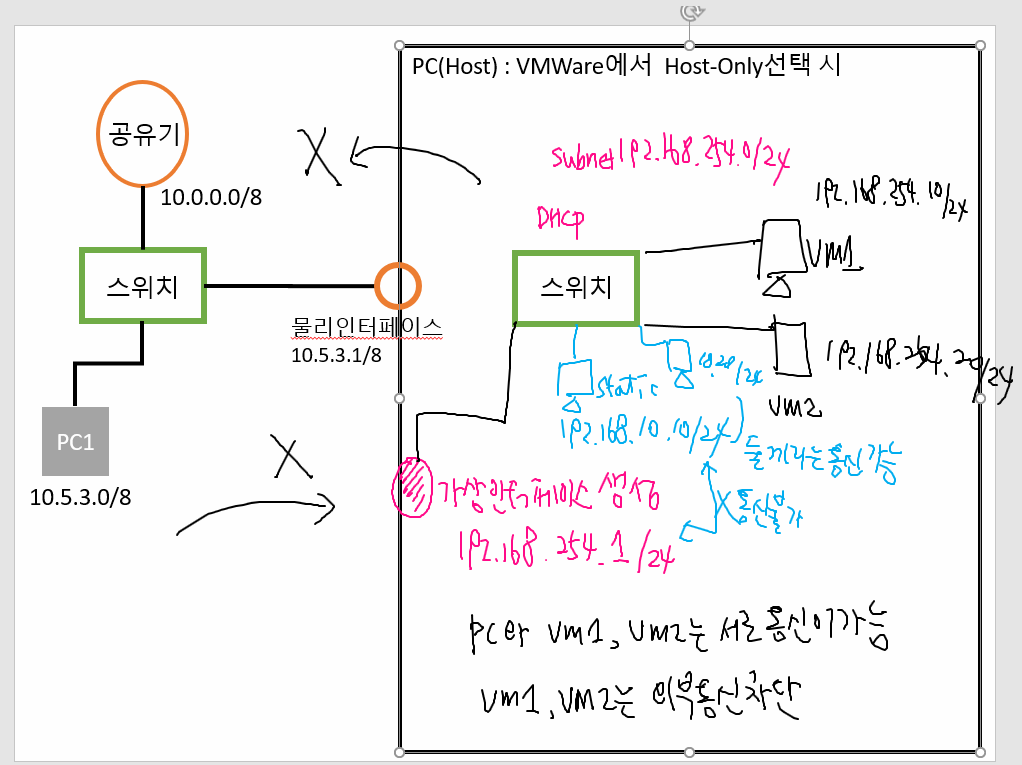 PC(Host) : VMWare에서 Host-Only선택 시
공유기
10.0.0.0/8
스위치
물리인터페이스
10.5.3.1/8
PC1
10.5.3.0/8
X
X
subnet 192.168.254.0/24
DHCP
스위치
192.168.254.10/24
VM1
192.168.254.20/24
VM2
static
10.20/24
192.168.10.10/24
둘끼리는 통신 가능
X 통신불가
가상인터페이스 생성
192.168.254.1/24
PC와 VM1, VM2는 서로 통신이 가능
VM1, VM2는 외부통신차단